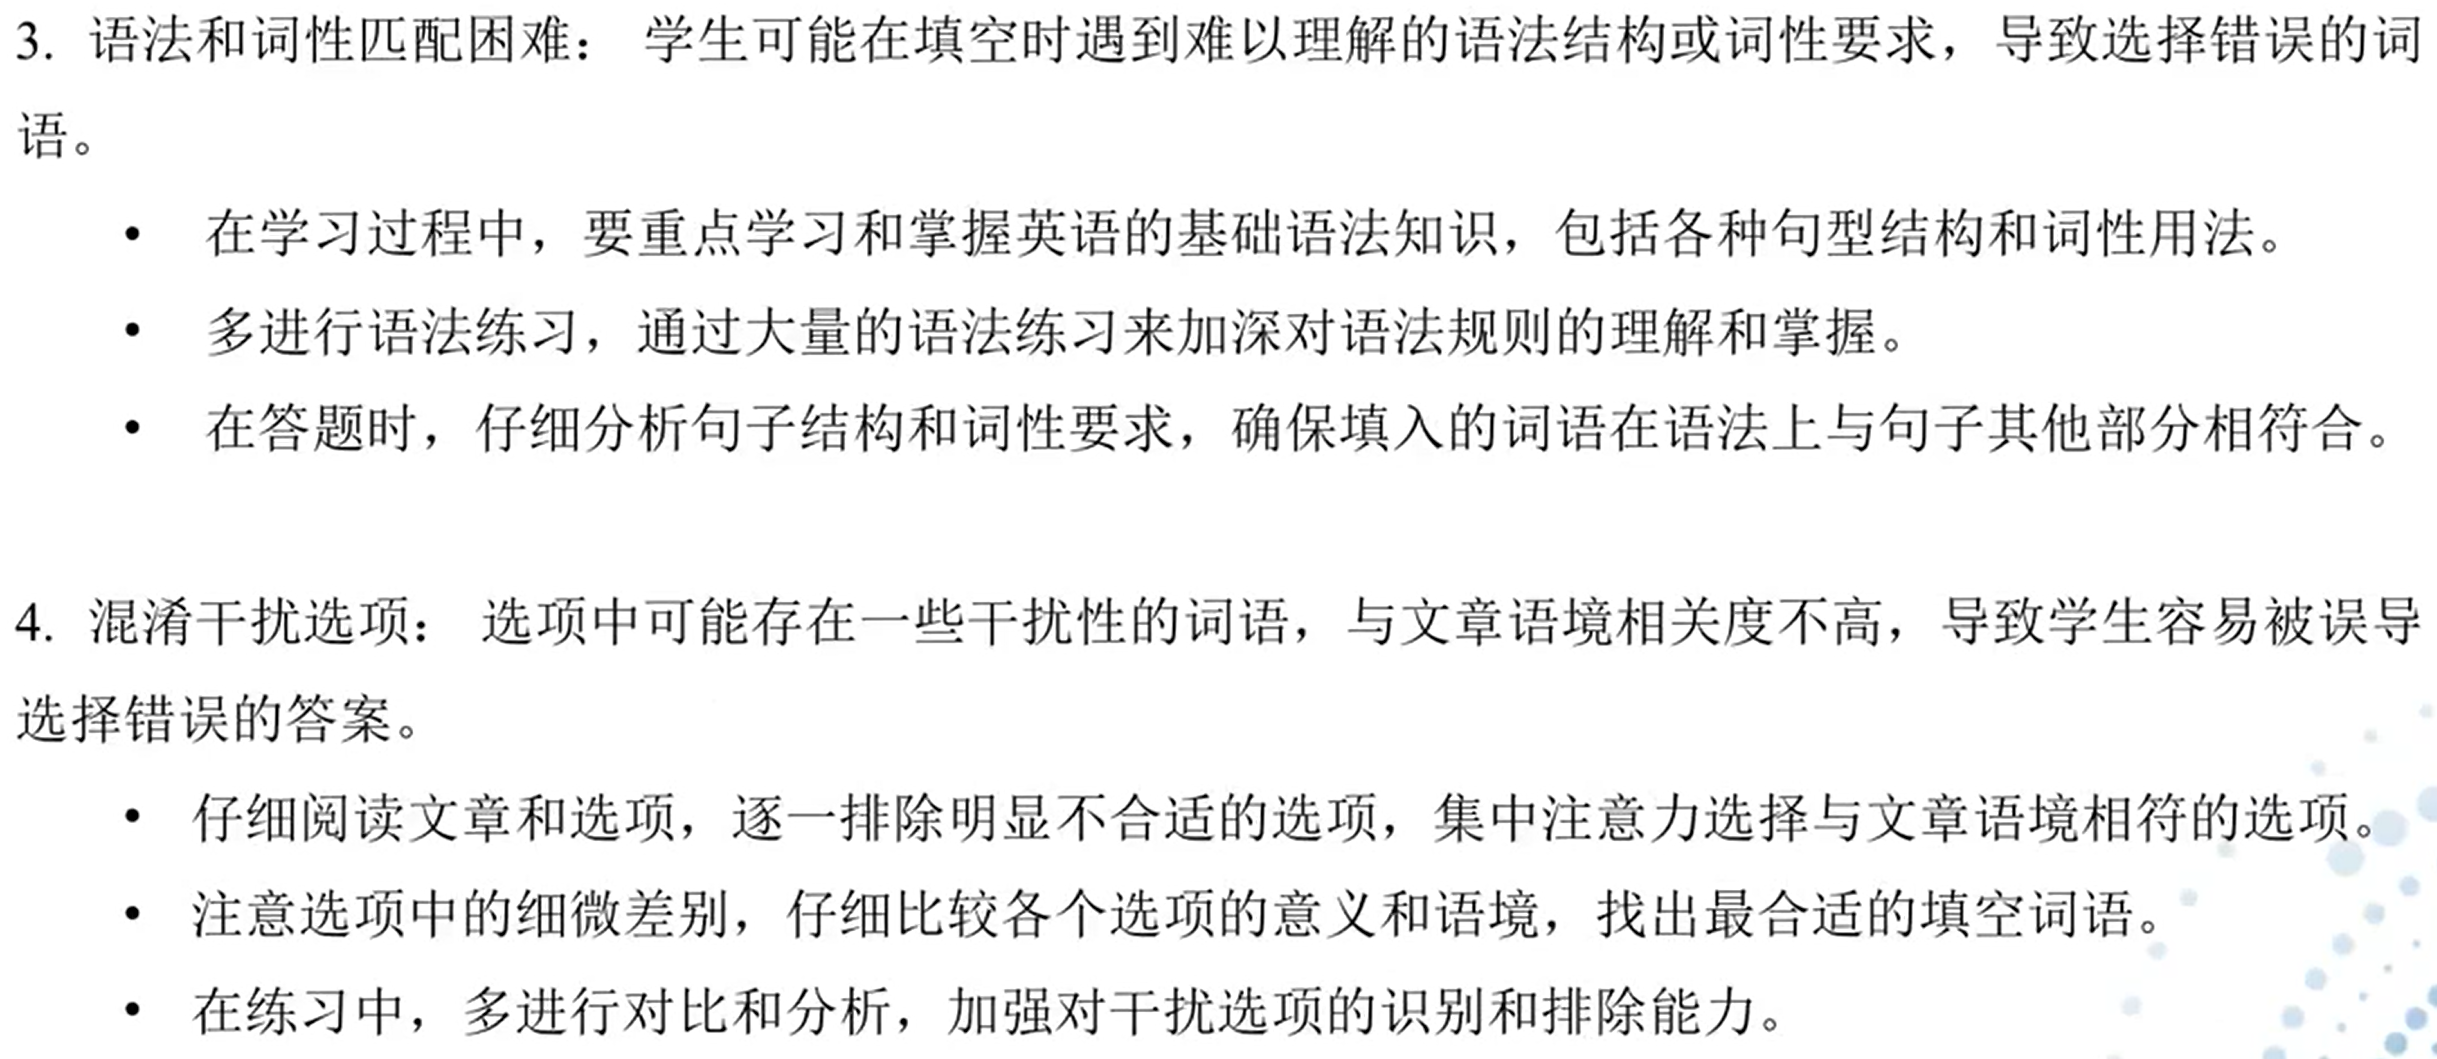 3. 语法和词性匹配困难： 学生可能在填空时遇到难以理解的语法结构或词性要求，导致选择错误的词
语。
• 在学习过程中，要重点学习和掌握英语的基础语法知识，包括各种句型结构和词性用法。
• 多进行语法练习，通过大量的语法练习来加深对语法规则的理解和掌握。
• 在答题时，仔细分析句子结构和词性要求，确保填入的词语在语法上与句子其他部分相符合。
4. 混淆干扰选项： 选项中可能存在一些干扰性的词语，与文章语境相关度不高，导致学生容易被误导
选择错误的答案。
• 仔细阅读文章和选项，逐一排除明显不合适的选项，集中注意力选择与文章语境相符的选项。
• 注意选项中的细微差别，仔细比较各个选项的意义和语境，找出最合适的填空词语。
• 在练习中，多进行对比和分析，加强对干扰选项的识别和排除能力。